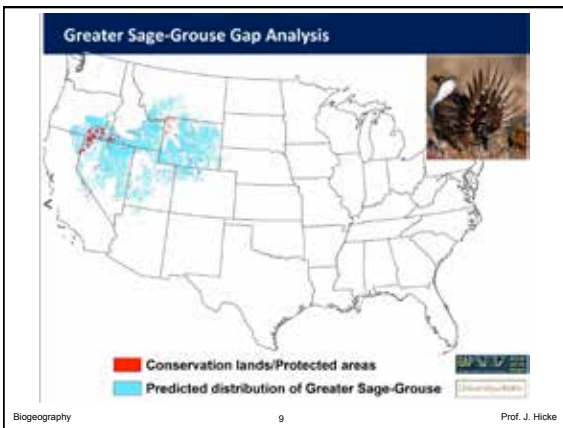 Greater Sage-Grouse Gap Analysis
Conservation lands/Protected areas
Predicted distribution of Greater Sage-Grouse
Biogeography
9
Prof. J. Hicke